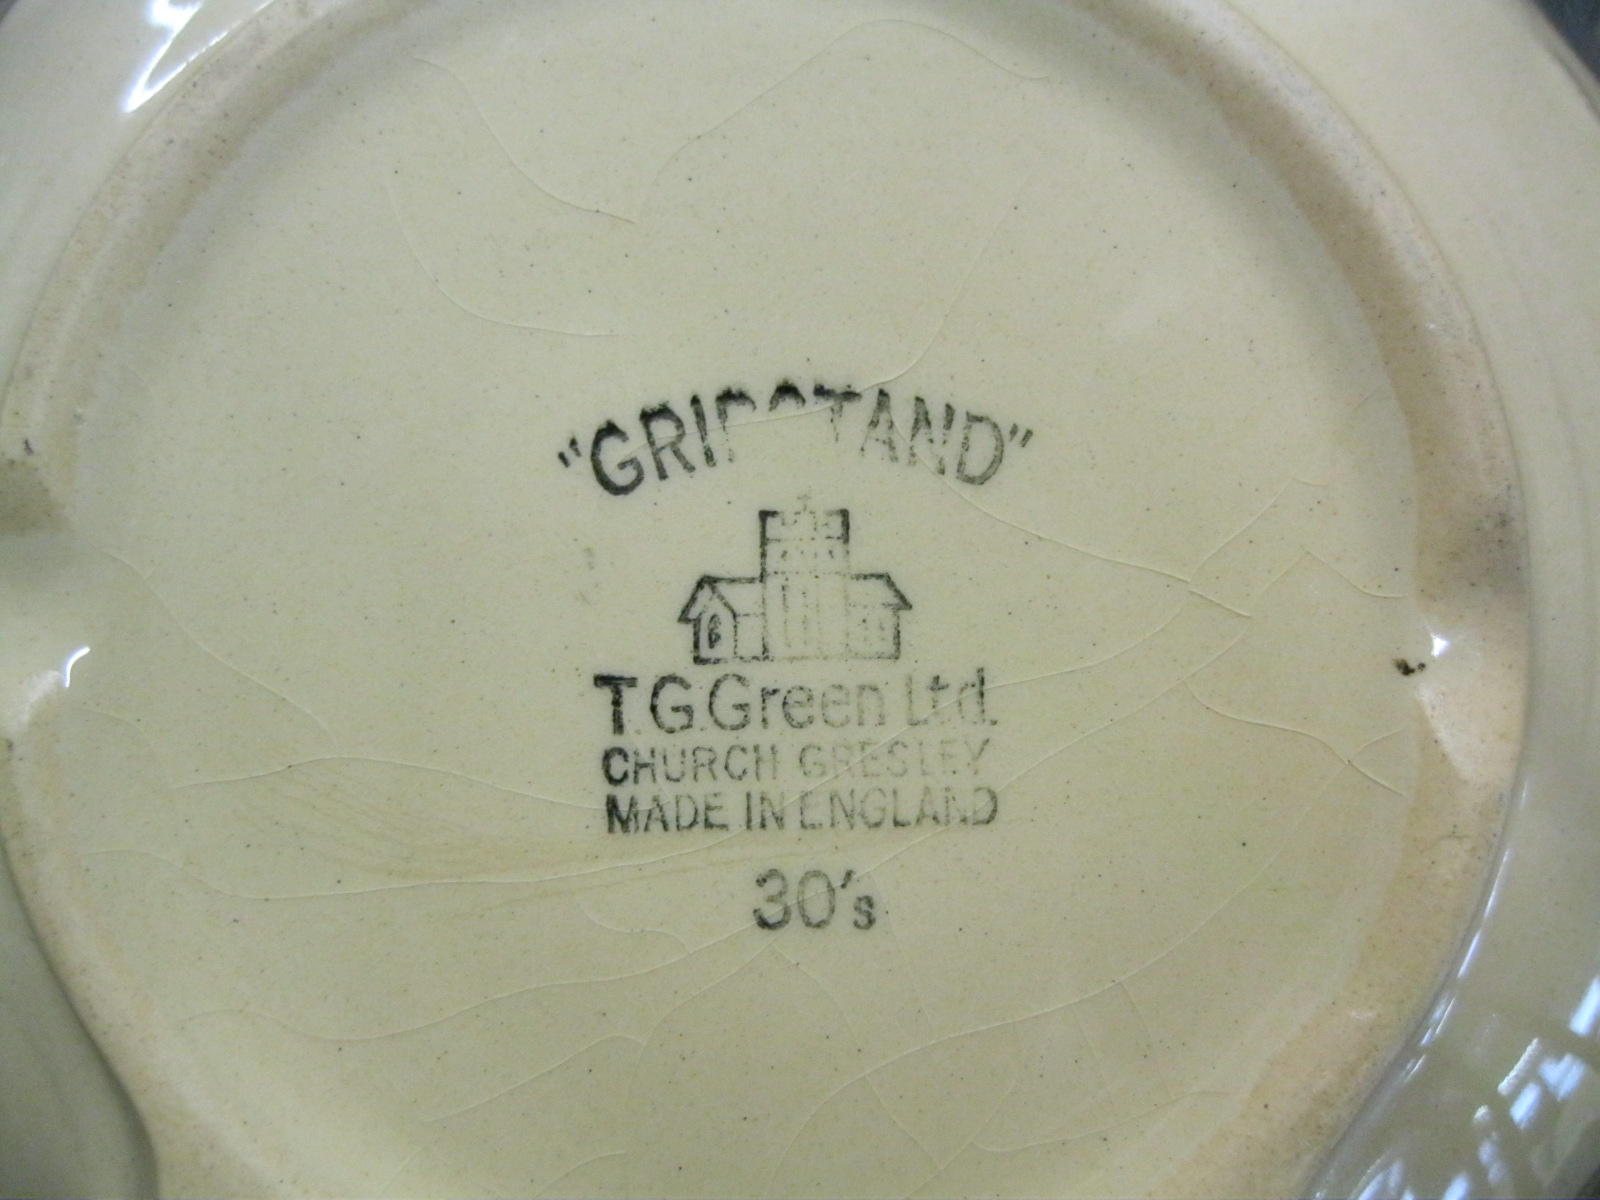 "GRIPSTAND"
T.G.Green Ltd.
CHURCH GRESLEY
MADE IN ENGLAND
30's